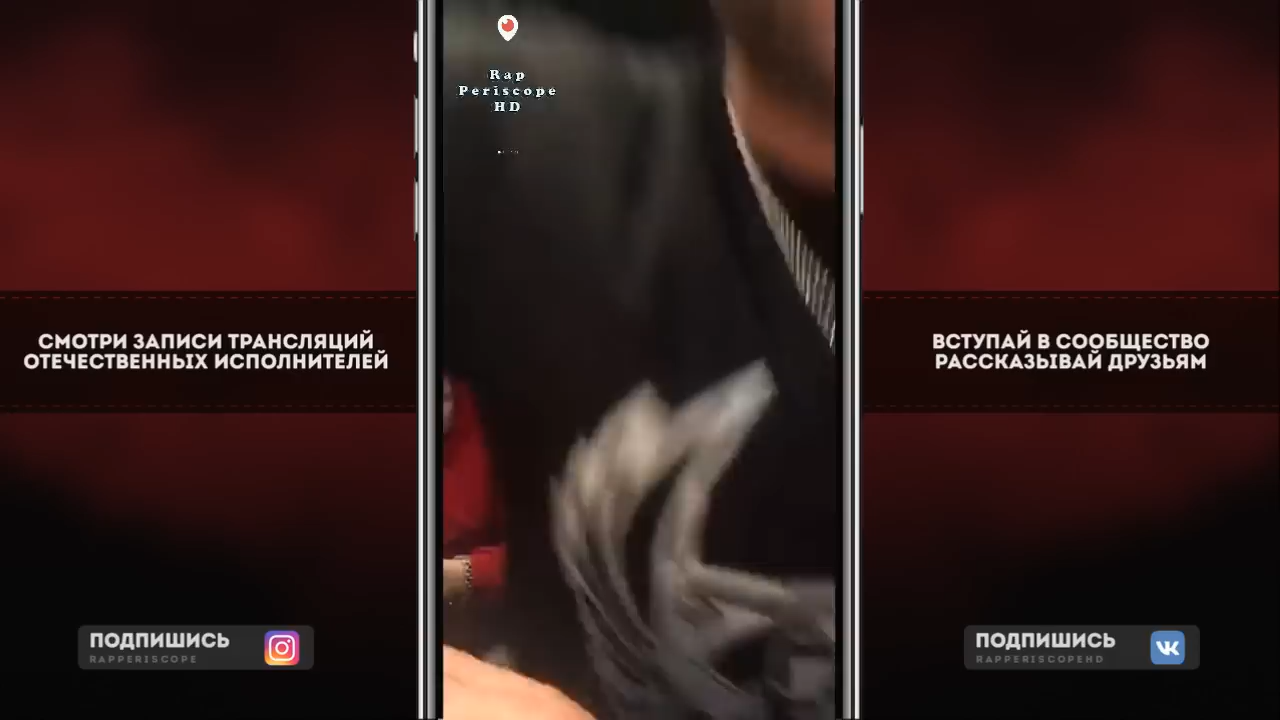 Rap
Periscope
HD
СМОТРИ ЗАПИСИ ТРАНСЛЯЦИЙ
ОТЕЧЕСТВЕННЫХ ИСПОЛНИТЕЛЕЙ
ВСТУПАЙ В СООБЩЕСТВО
РАССКАЗЫВАЙ ДРУЗЬЯМ
ПОДПИШИСЬ
RAPPERISCOPE
ПОДПИШИСЬ
RAPPERISCOPEHD